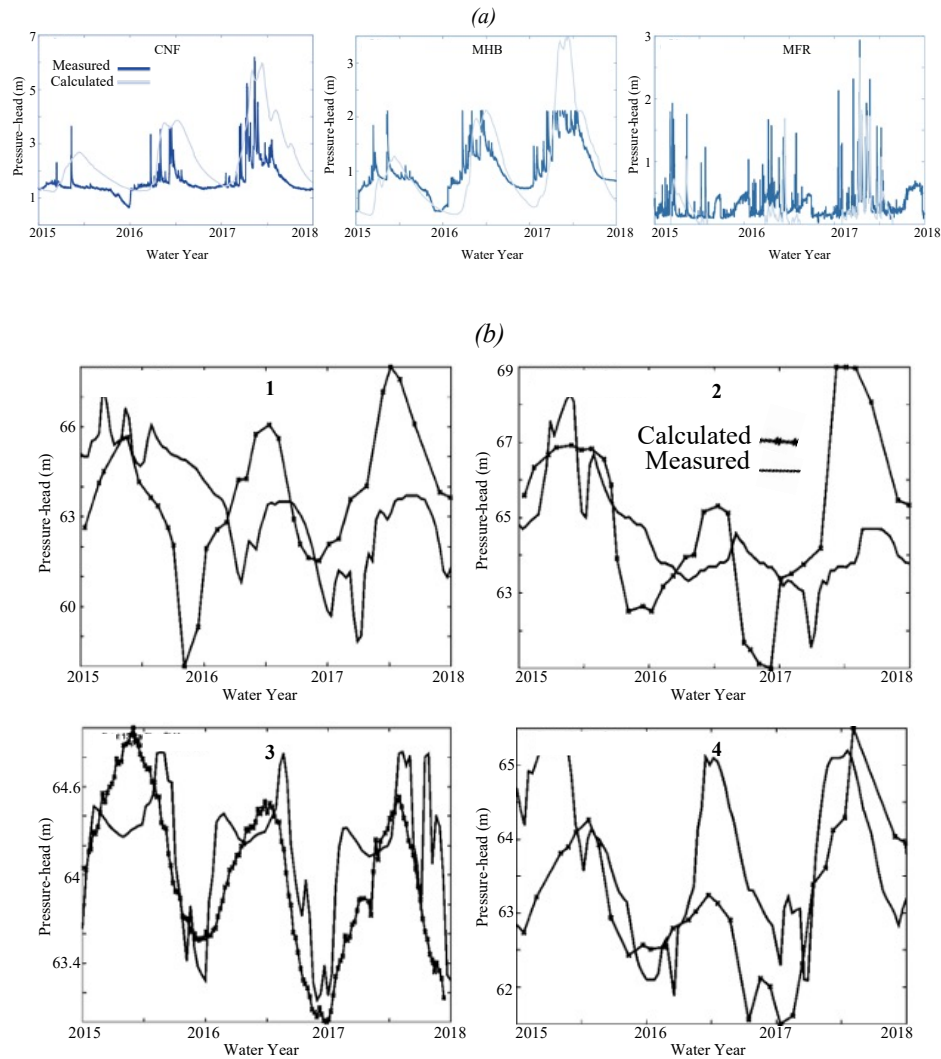 (a)
CNF
Measured
Calculated
Pressure-head (m)
7
5
3
1
2015 2016 2017 2018
Water Year
MHB
Pressure-head (m)
3
2
1
2015 2016 2017 2018
Water Year
MFR
Pressure-head (m)
3
2
1
2015 2016 2017 2018
Water Year
(b)
1
Pressure-head (m)
66
63
60
2015 2016 2017 2018
Water Year
2
Calculated
Measured
Pressure-head (m)
69
67
65
63
2015 2016 2017 2018
Water Year
3
Pressure-head (m)
64.6
64
63.4
2015 2016 2017 2018
Water Year
4
Pressure-head (m)
65
64
63
62
2015 2016 2017 2018
Water Year